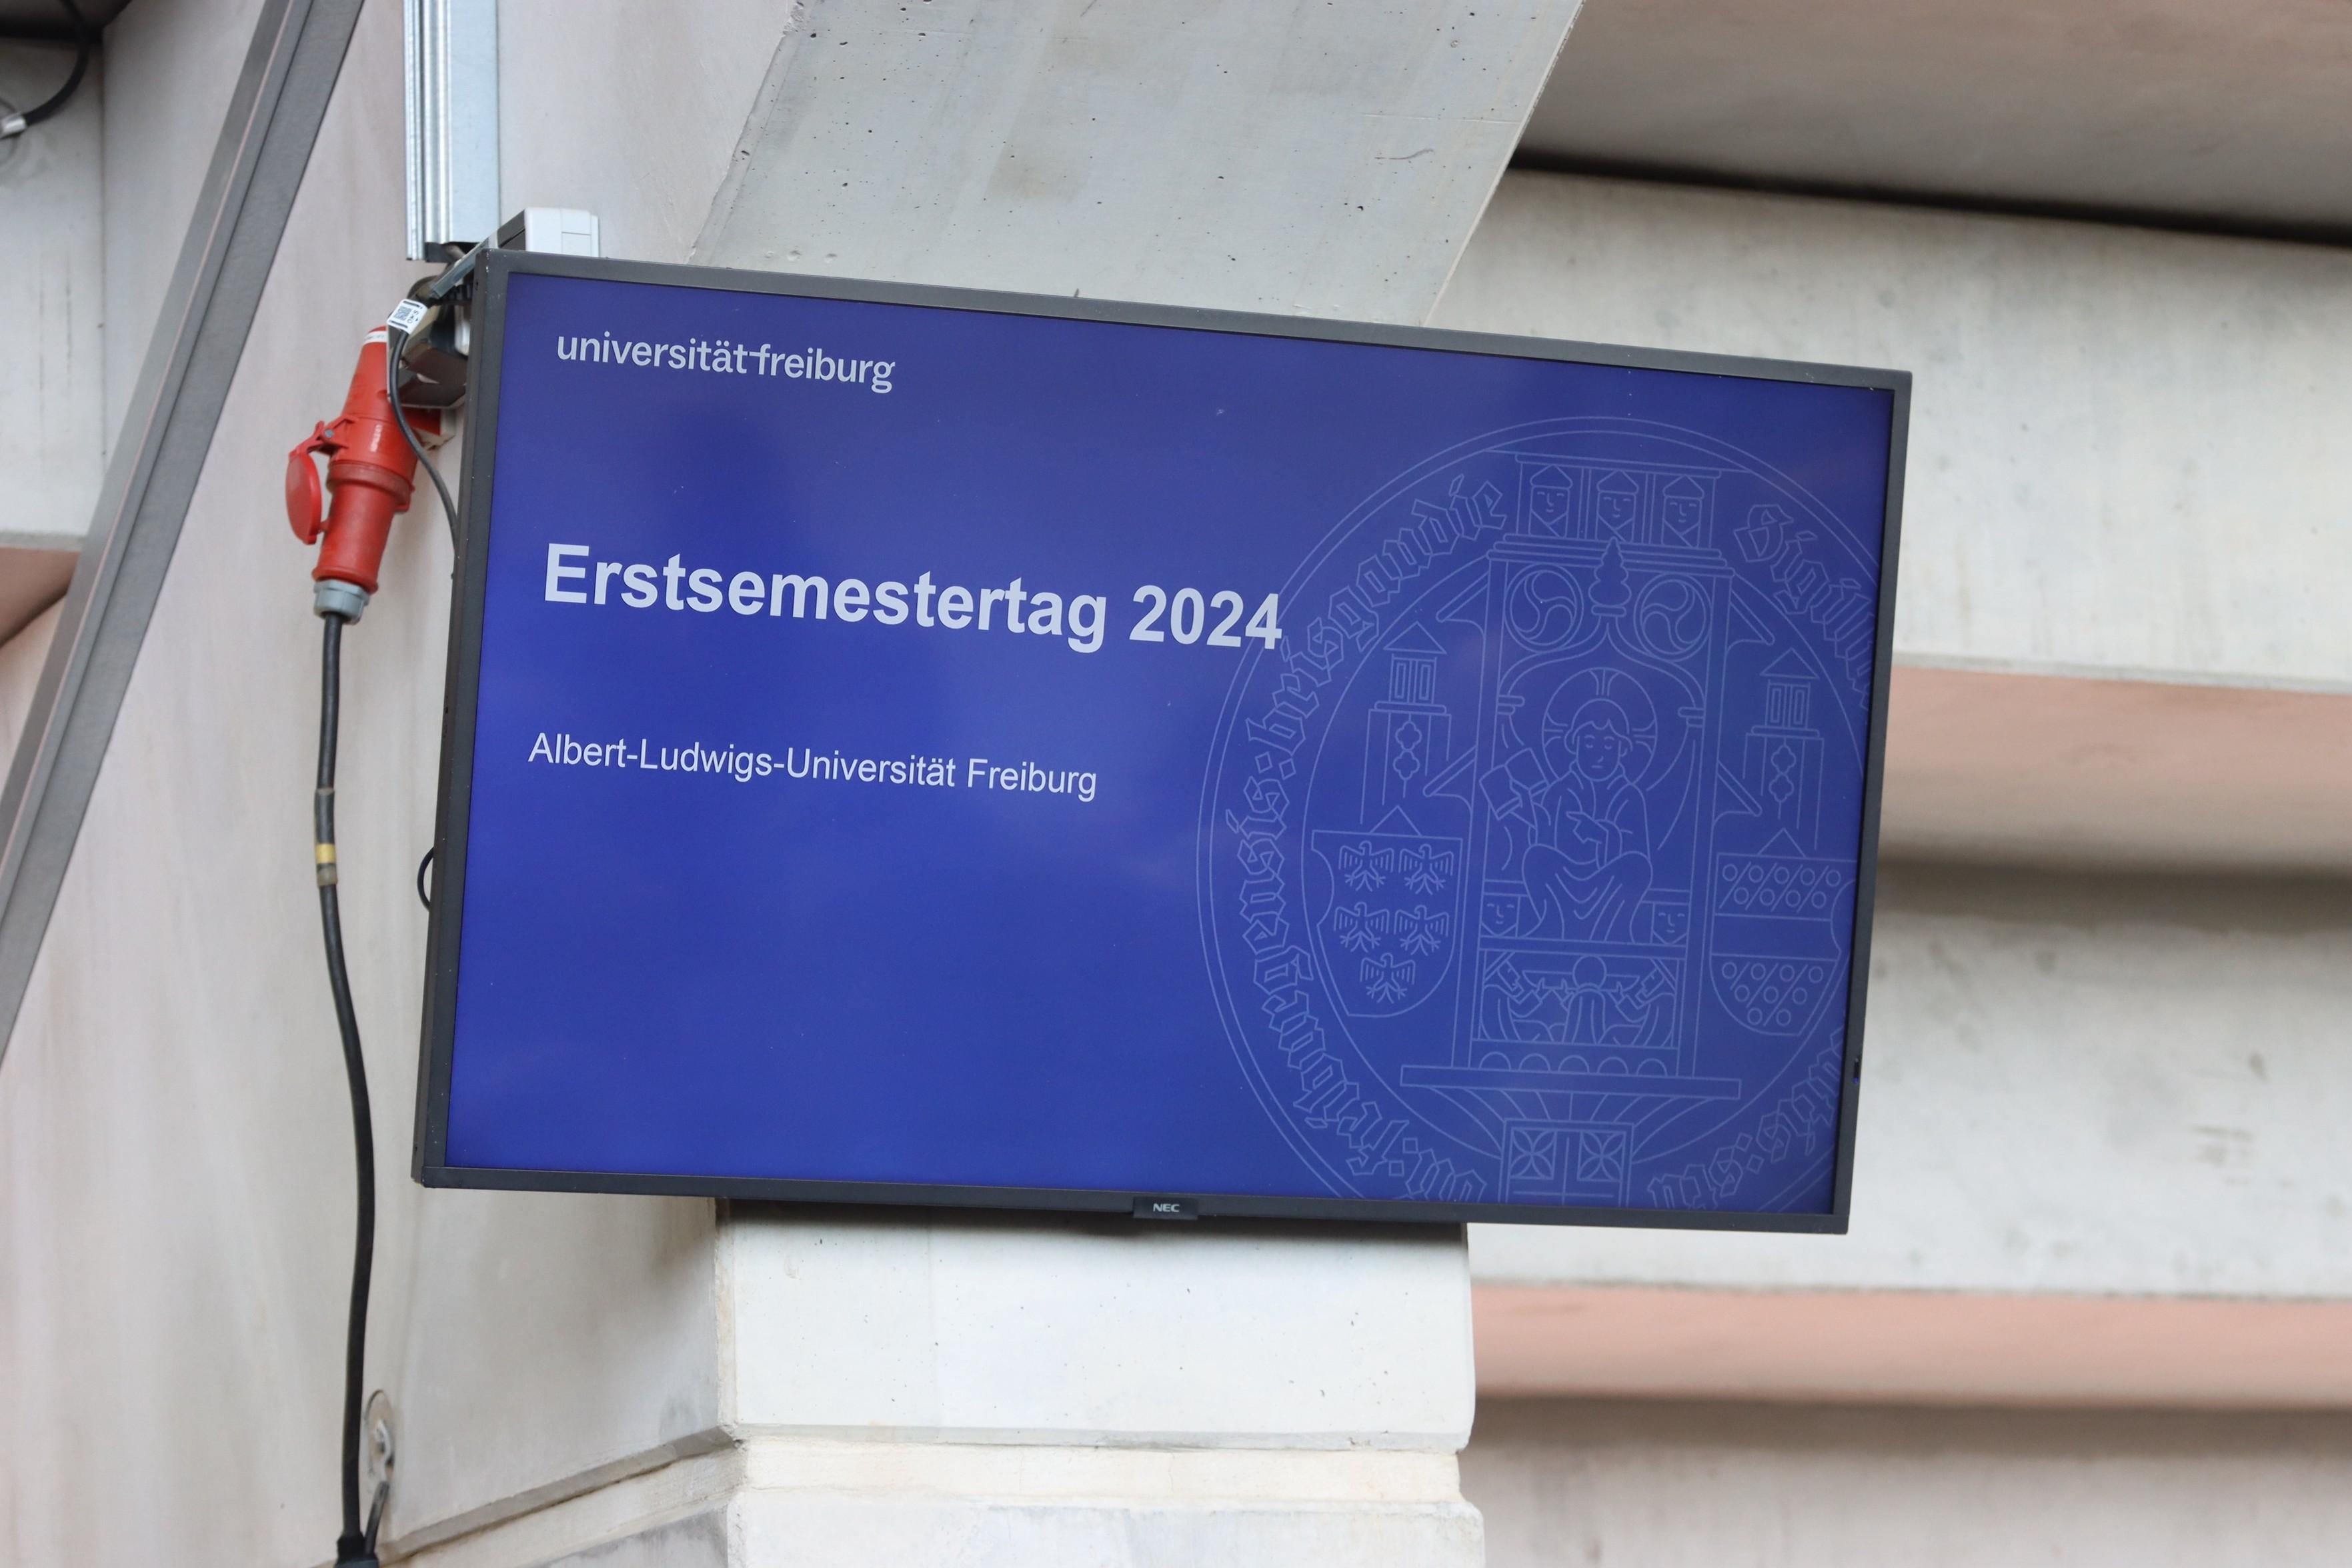 universität freiburg
Erstsemestertag 2024
Albert-Ludwigs-Universität Freiburg
NEC